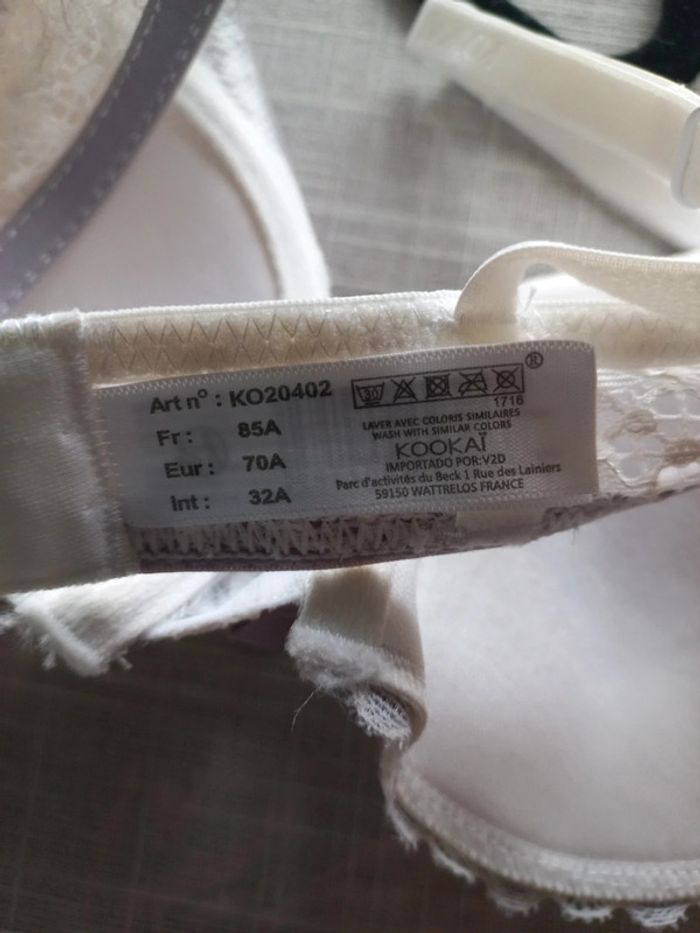 Art nº : KO20402
Fr : 85A
Eur : 70A
Int : 32A
30
®
1716
LAVER AVEC COLORIS SIMILAIRES
WASH WITH SIMILAR COLORS
KOOKAÏ
IMPORTADO POR:V2D
Parc d'activités du Beck 1 Rue des Lainiers
59150 WATTRELOS FRANCE